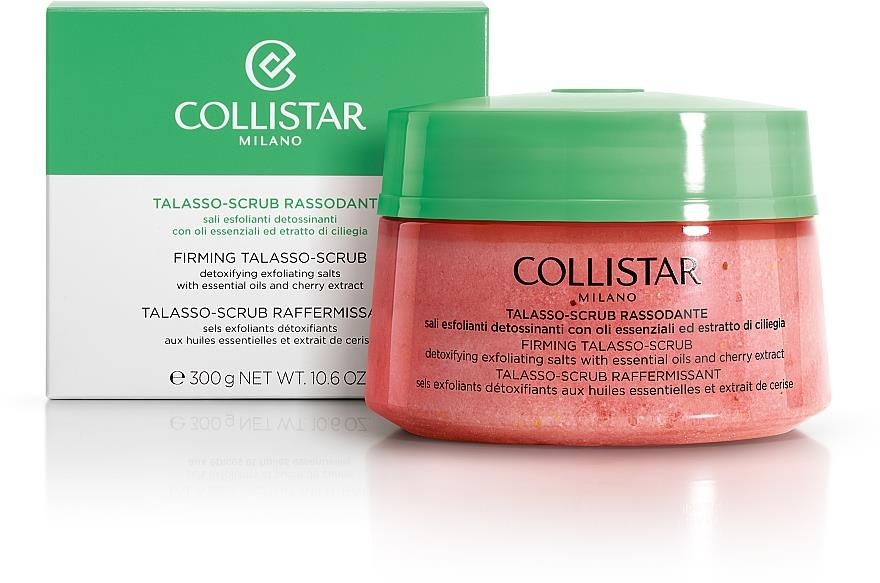 COLLISTAR
MILANO
TALASSO-SCRUB RASSODANT
sali esfolianti detossinanti
con oli essenziali ed etratto di ciliegia
FIRMING TALASSO-SCRUB
detoxifying exfoliating salts
with essential oils and cherry extract
TALASSO-SCRUB RAFFERMISSA
sels exfoliants détoxifiants
aux huiles essentielles et extrait de cerise
℮ 300 g NET WT. 10.6 OZ
COLLISTAR
MILANO
TALASSO-SCRUB RASSODANTE
sali esfolianti detossinanti con oli essenziali ed estratto di ciliegia
FIRMING TALASSO-SCRUB
detoxifying exfoliating salts with essential oils and cherry extract
TALASSO-SCRUB RAFFERMISSANT
sels exfoliants détoxifiants aux huiles essentielles et extrait de cerise